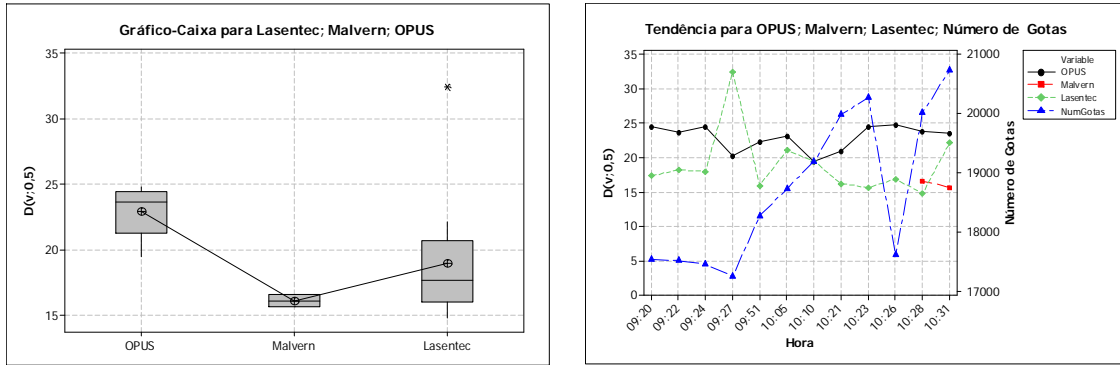 Gráfico-Caixa para Lasentec; Malvern; OPUS
D(v;0,5)
35
30
25
20
15
OPUS Malvern Lasentec
Tendência para OPUS; Malvern; Lasentec; Número de Gotas
D(v;0,5)
35
30
25
20
15
10
5
0
21000
20000
19000
18000
17000
Número de Gotas
09:20 09:22 09:24 09:27 09:51 10:05 10:10 10:21 10:23 10:26 10:28 10:31
Hora
Variable
OPUS
Malvern
Lasentec
NumGotas